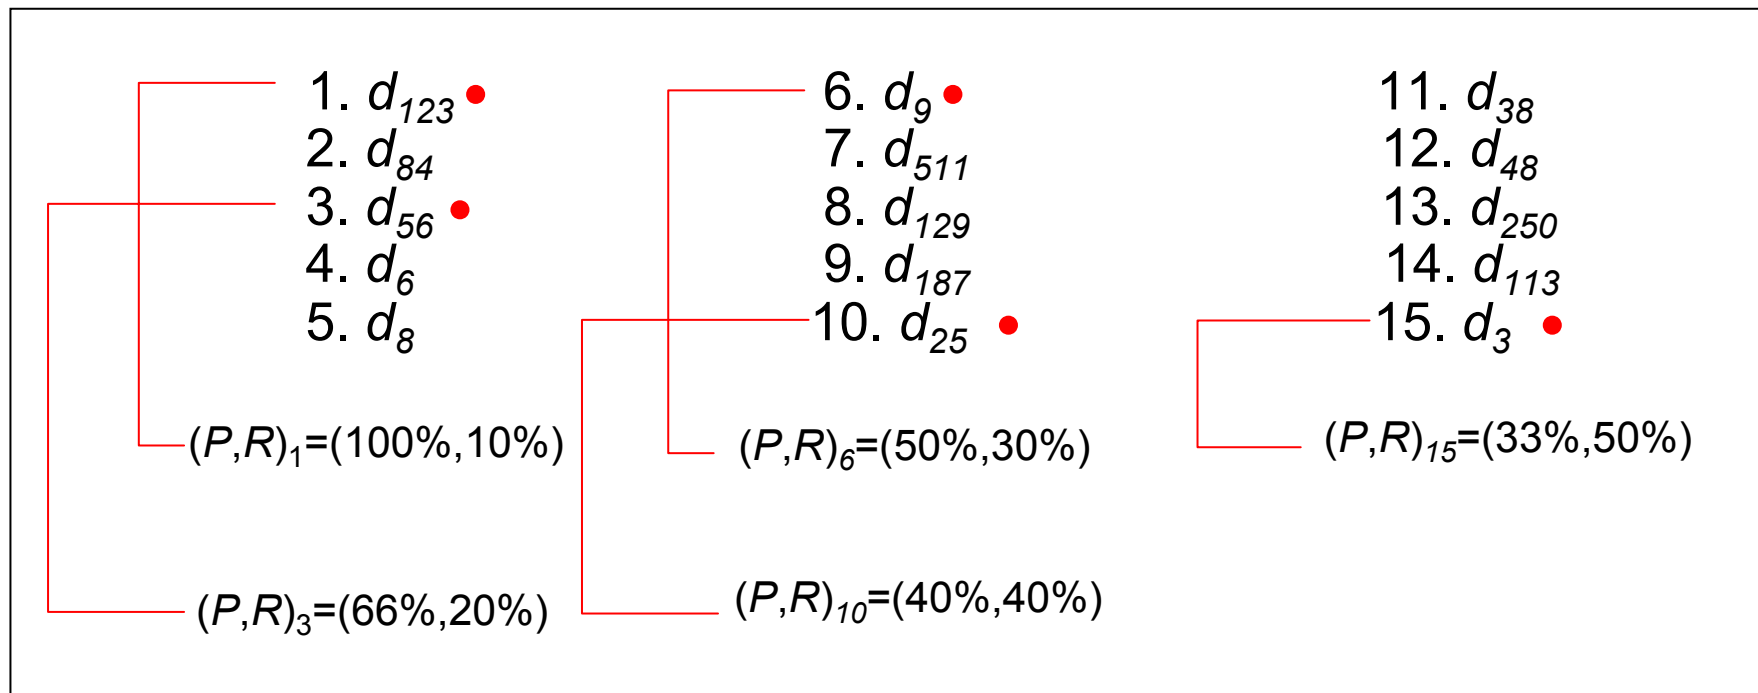 1. d123
2. d84
3. d56
4. d6
5. d8
(P,R)1=(100%,10%)
(P,R)3=(66%,20%)
6. d9
7. d511
8. d129
9. d187
10. d25
(P,R)6=(50%,30%)
(P,R)10=(40%,40%)
11. d38
12. d48
13. d250
14. d113
15. d3
(P,R)15=(33%,50%)